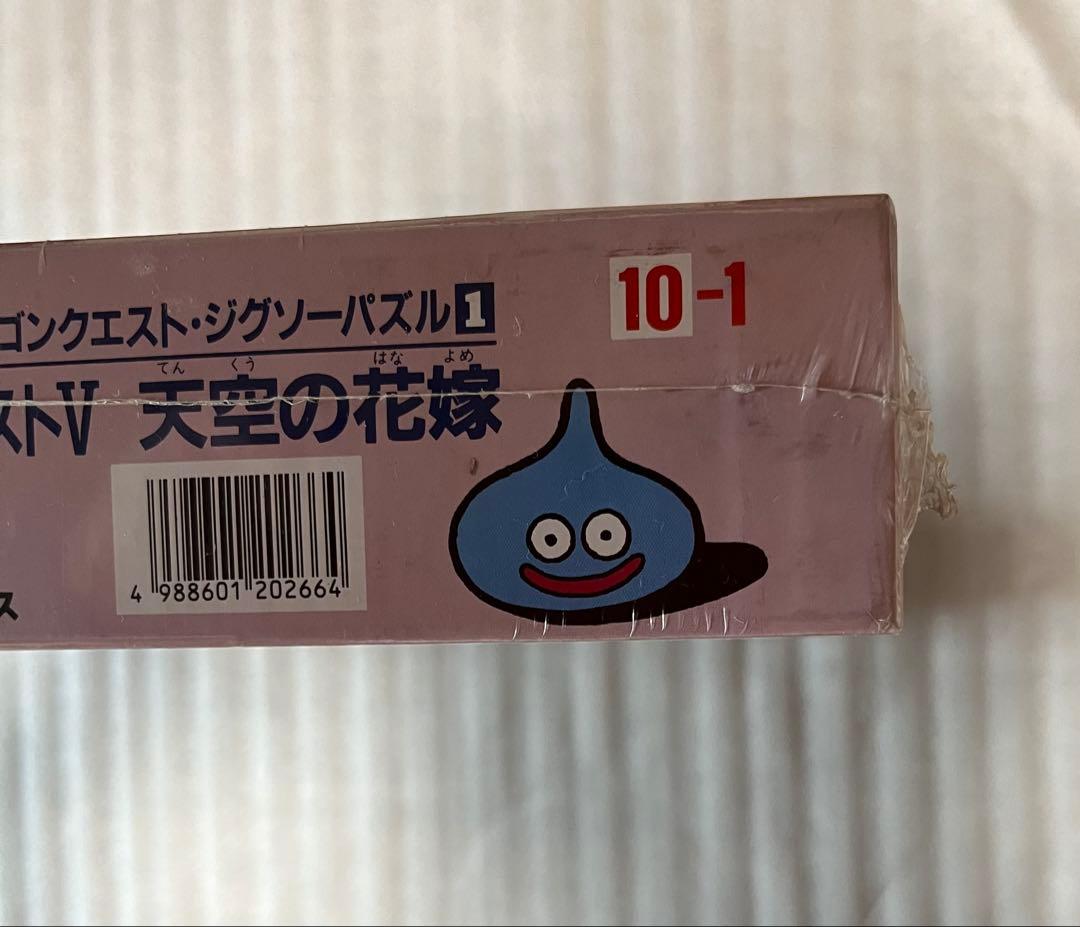 ゴンクエスト・ジグソーパズル1
10-1
てん くう はな よめ
ストV 天空の花嫁
4 988601 202664
ス